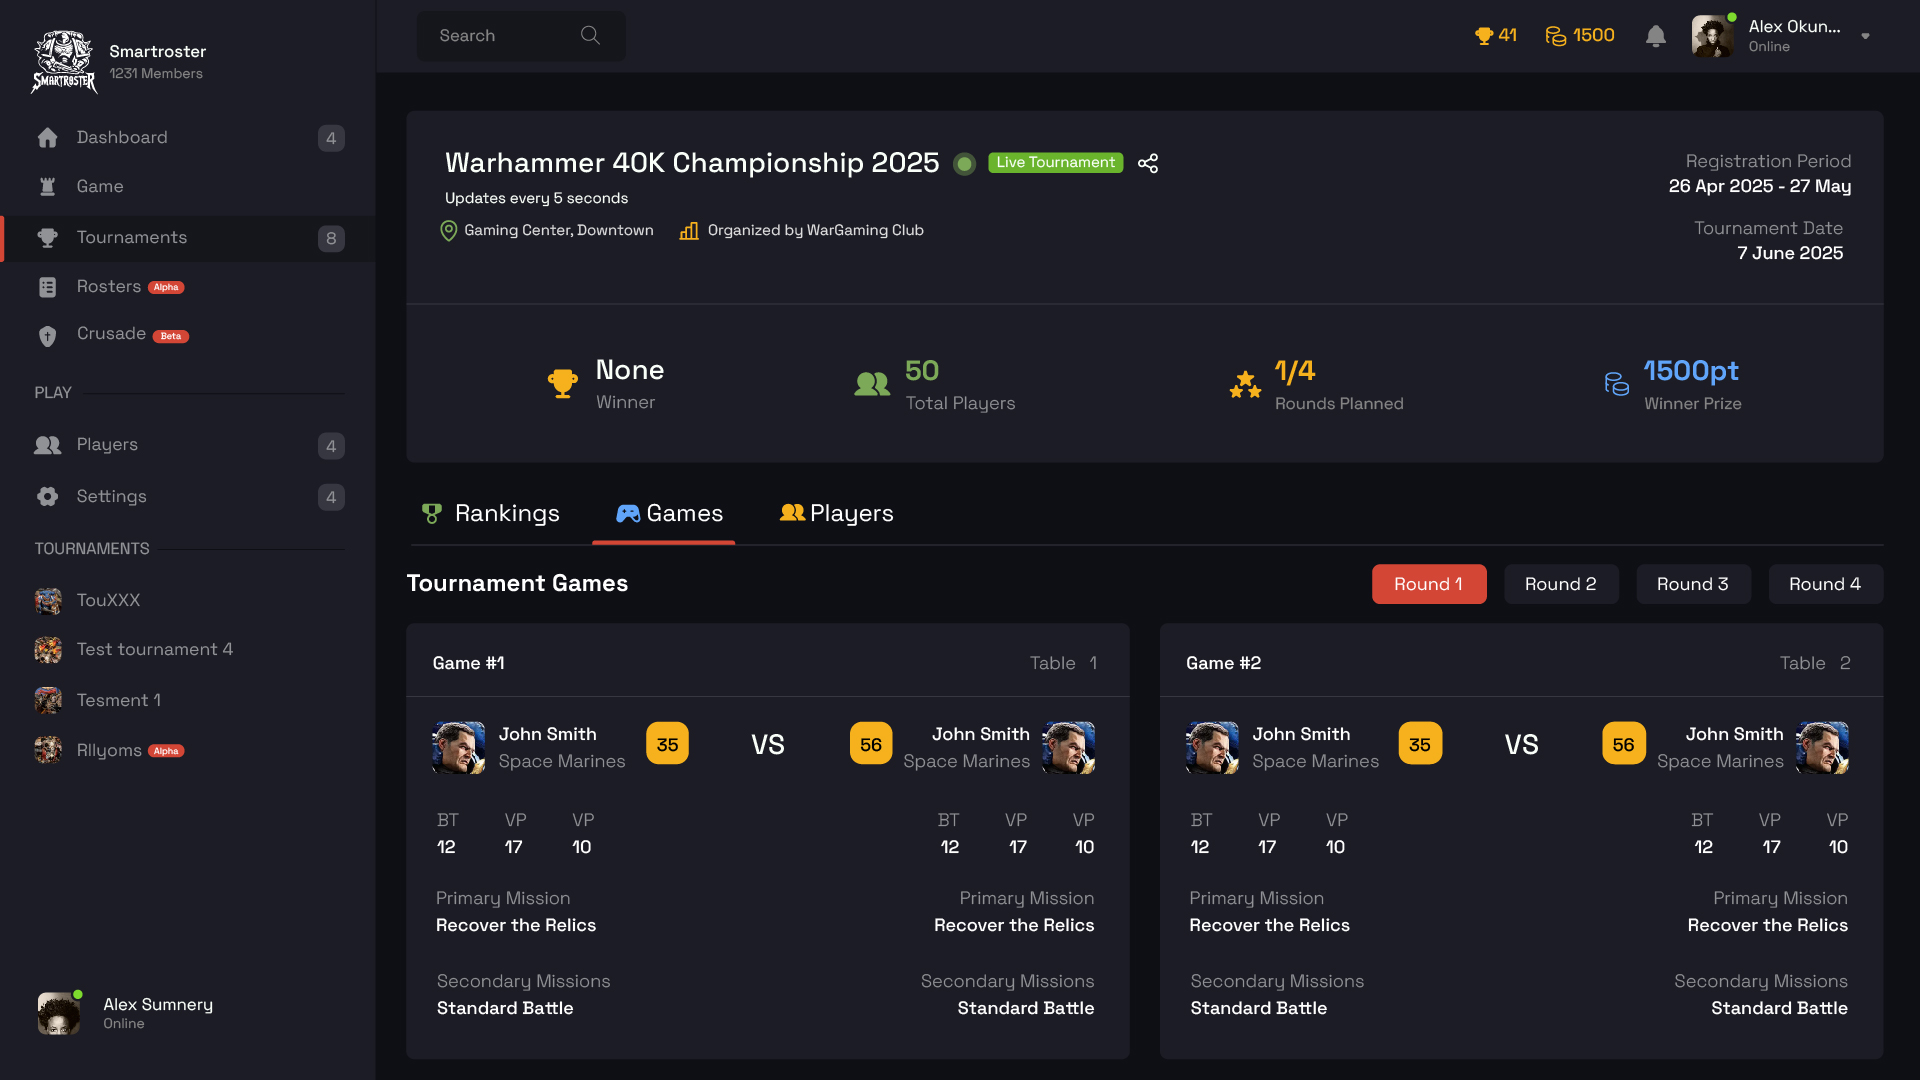 SMARTROSTER
Smartroster
1231 Members
Dashboard 4
Game
Tournaments 8
Rosters Alpha
Crusade Beta
PLAY
Players 4
Settings 4
TOURNAMENTS
TouXXX
Test tournament 4
Tesment 1
Rllyoms Alpha
Alex Sumnery
Online
Search
41
1500
Alex Okun...
Online
Warhammer 40K Championship 2025 Live Tournament
Updates every 5 seconds
Gaming Center, Downtown
Organized by WarGaming Club
Registration Period
26 Apr 2025 - 27 May
Tournament Date
7 June 2025
None
Winner
50
Total Players
1/4
Rounds Planned
1500pt
Winner Prize
Rankings
Games
Players
Tournament Games
Round 1
Round 2
Round 3
Round 4
Game #1
Table 1
John Smith
Space Marines
35
VS
56
John Smith
Space Marines
BT VP VP
12 17 10
BT VP VP
12 17 10
Primary Mission
Recover the Relics
Primary Mission
Recover the Relics
Secondary Missions
Standard Battle
Secondary Missions
Standard Battle
Game #2
Table 2
John Smith
Space Marines
35
VS
56
John Smith
Space Marines
BT VP VP
12 17 10
BT VP VP
12 17 10
Primary Mission
Recover the Relics
Primary Mission
Recover the Relics
Secondary Missions
Standard Battle
Secondary Missions
Standard Battle